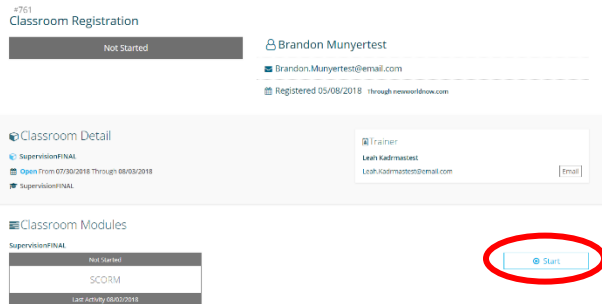 #761
Classroom Registration
Not Started
Brandon Munyertest
Brandon.Munyertest@email.com
Registered 05/08/2018 Through newworldnow.com
Classroom Detail
SupervisionFINAL
Open From 07/30/2018 Through 08/03/2018
SupervisionFINAL
Trainer
Leah Kadrmastest
Leah.Kadrmastest@email.com
Email
Classroom Modules
SupervisionFINAL
Not Started
SCORM
Last Activity 08/02/2018
Start